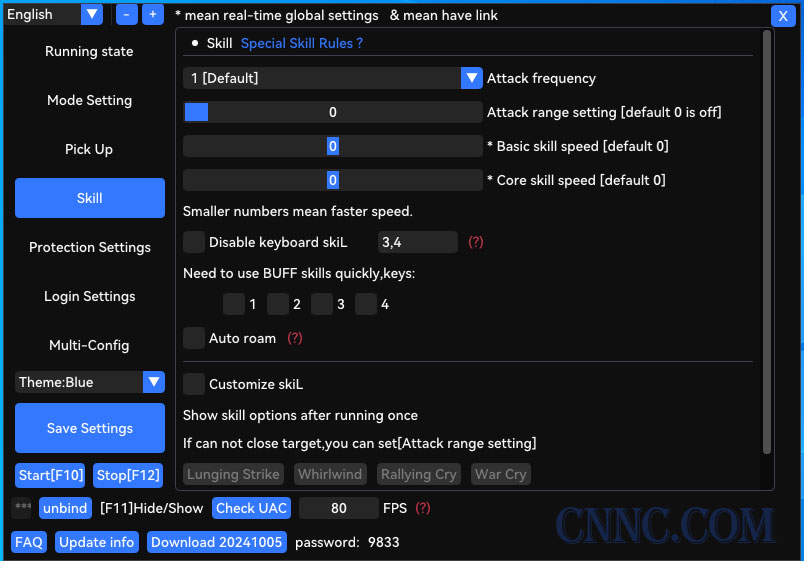 English - + * mean real-time global settings & mean have link X
Running state
Mode Setting
Pick Up
Skill
Protection Settings
Login Settings
Multi-Config
Theme:Blue
Save Settings
Start[F10] Stop[F12]
Skill Special Skill Rules ?
1 [Default] Attack frequency
0 Attack range setting [default 0 is off]
0 * Basic skill speed [default 0]
0 * Core skill speed [default 0]
Smaller numbers mean faster speed.
Disable keyboard skiL 3,4 (?)
Need to use BUFF skills quickly,keys:
1 2 3 4
Auto roam (?)
Customize skiL
Show skill options after running once
If can not close target,you can set[Attack range setting]
Lunging Strike Whirlwind Rallying Cry War Cry
*** unbind [F11]Hide/Show Check UAC 80 FPS (?)
FAQ Update info Download 20241005 password: 9833
CNNC.COM